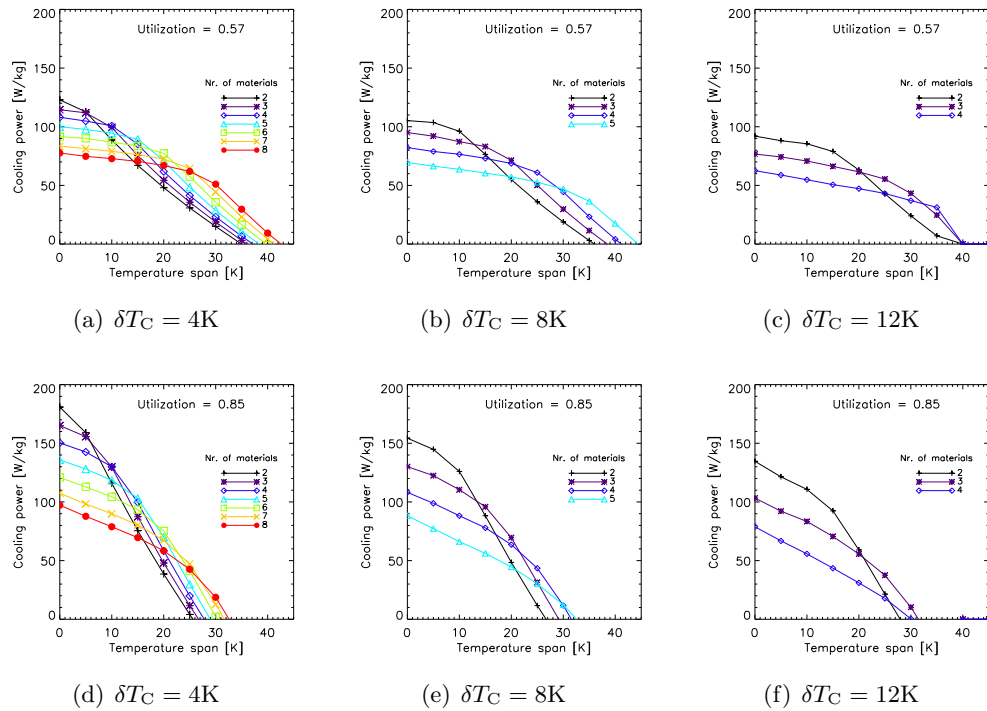 200
150
100
50
0
Cooling power [W/kg]
Utilization = 0.57
Nr. of materials
2
3
4
5
6
7
8
0 10 20 30 40
Temperature span [K]
(a) δT_C = 4K
200
150
100
50
0
Cooling power [W/kg]
Utilization = 0.57
Nr. of materials
2
3
4
5
0 10 20 30 40
Temperature span [K]
(b) δT_C = 8K
200
150
100
50
0
Cooling power [W/kg]
Utilization = 0.57
Nr. of materials
2
3
4
0 10 20 30 40
Temperature span [K]
(c) δT_C = 12K
200
150
100
50
0
Cooling power [W/kg]
Utilization = 0.85
Nr. of materials
2
3
4
5
6
7
8
0 10 20 30 40
Temperature span [K]
(d) δT_C = 4K
200
150
100
50
0
Cooling power [W/kg]
Utilization = 0.85
Nr. of materials
2
3
4
5
0 10 20 30 40
Temperature span [K]
(e) δT_C = 8K
200
150
100
50
0
Cooling power [W/kg]
Utilization = 0.85
Nr. of materials
2
3
4
0 10 20 30 40
Temperature span [K]
(f) δT_C = 12K